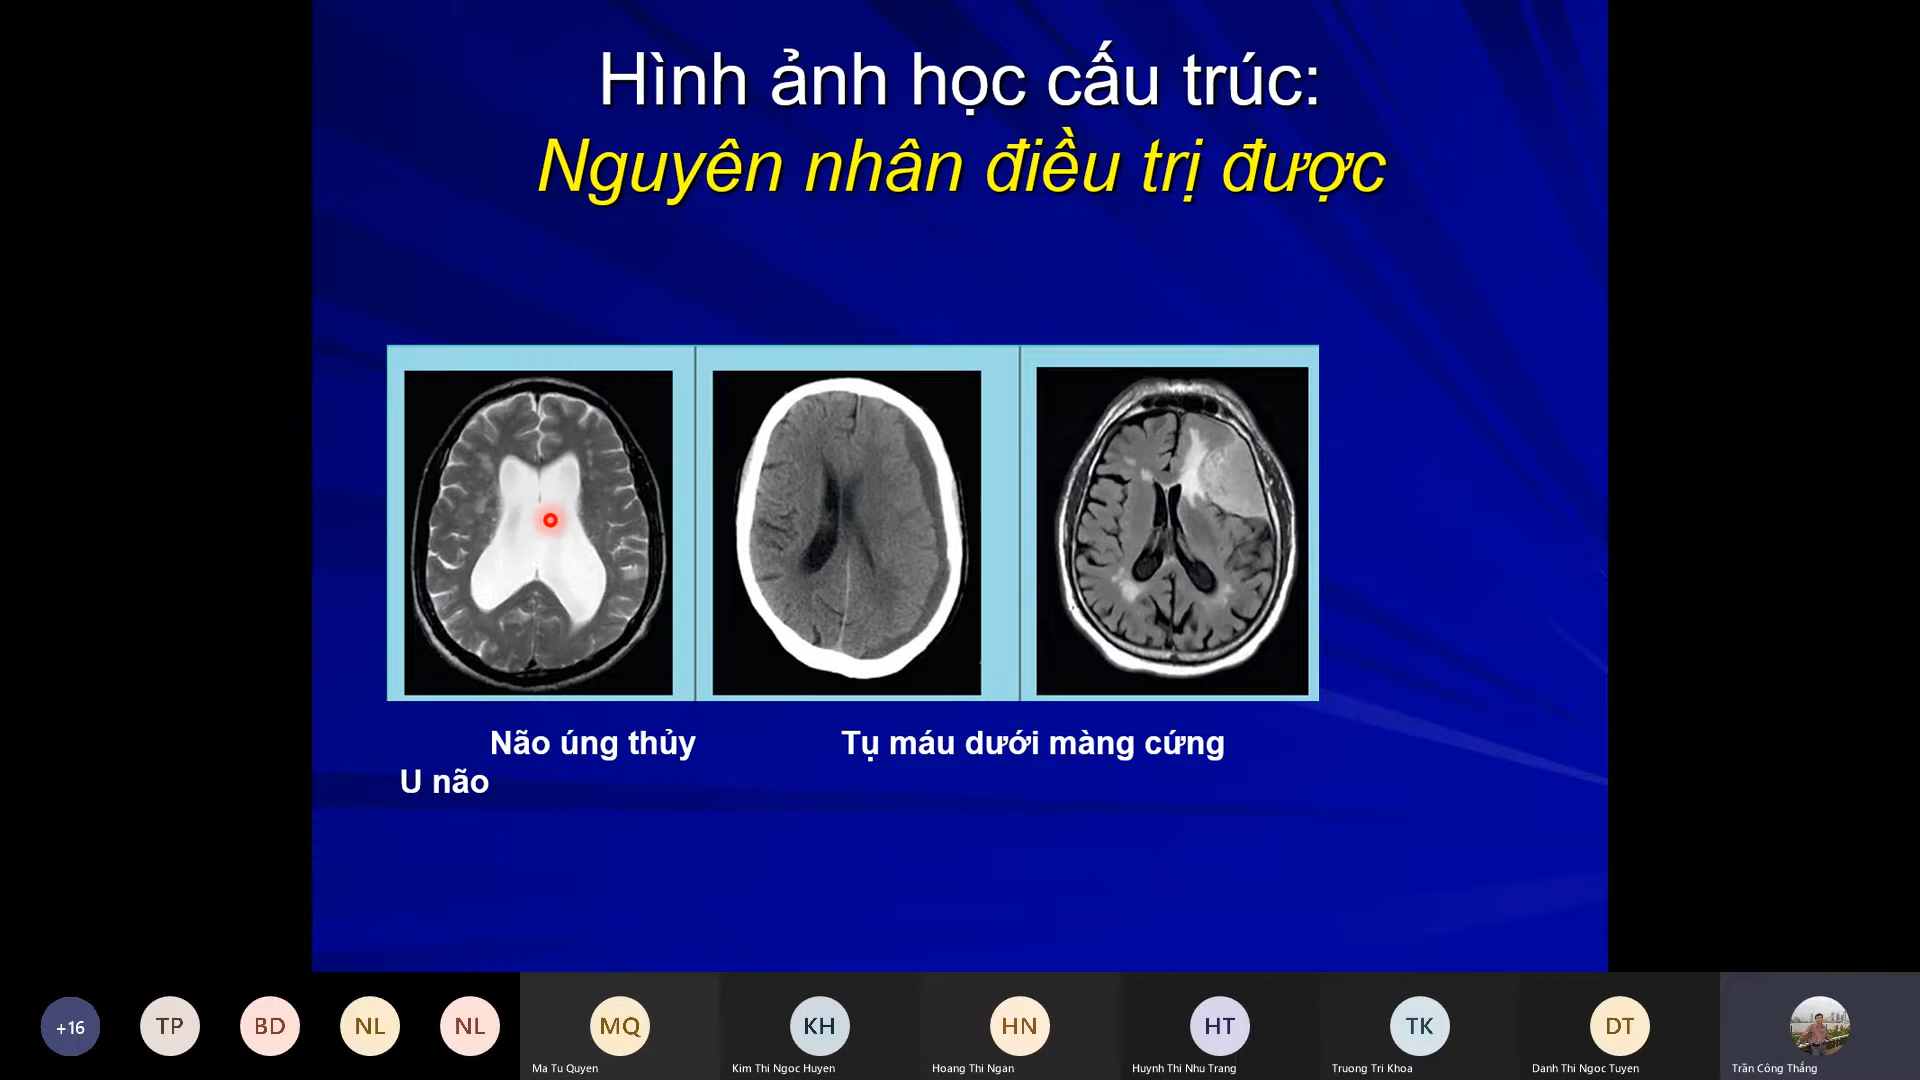 Hình ảnh học cấu trúc:
Nguyên nhân điều trị được
Não úng thủy Tụ máu dưới màng cứng
U não
+16 TP BD NL NL MQ KH HN HT TK DT
Ma Tu Quyen Kim Thi Ngoc Huyen Hoang Thi Ngan Huynh Thi Nhu Trang Truong Tri Khoa Danh Thi Ngoc Tuyen Trần Công Thắng